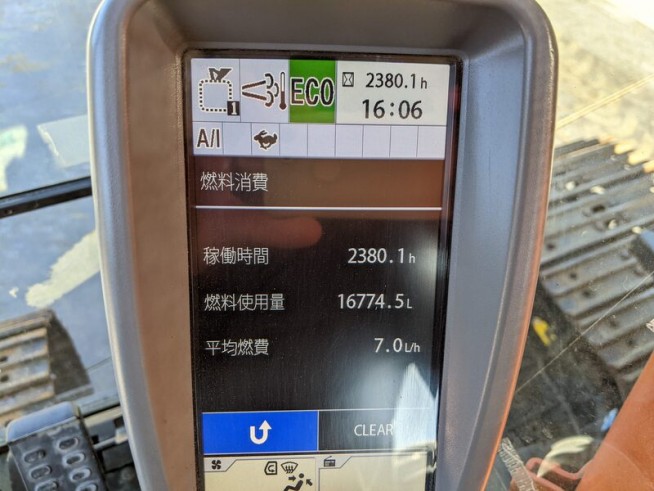 1
ECO
2380.1h
16:06
A/I
燃料消費
稼働時間 2380.1h
燃料使用量 16774.5L
平均燃費 7.0L/h
CLEAR